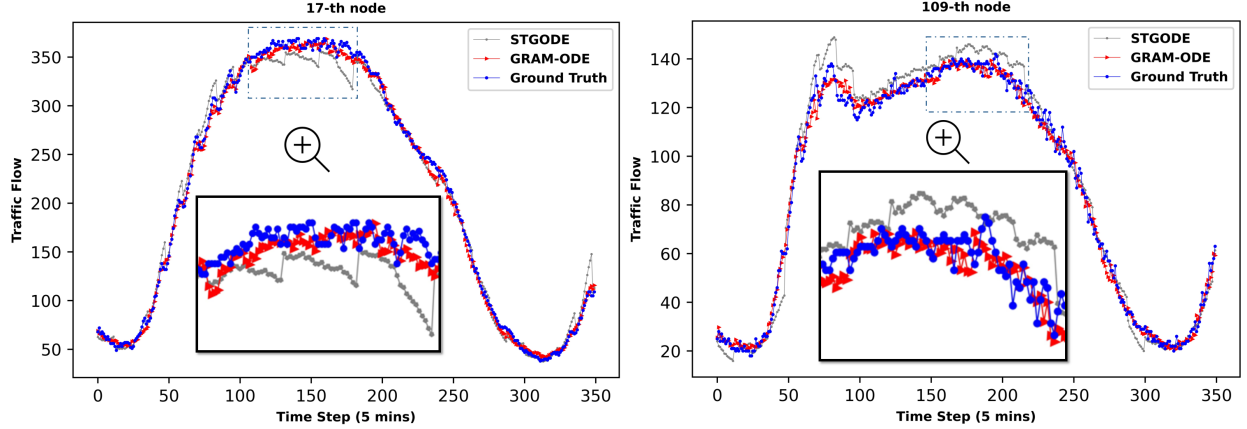 17-th node
STGODE
GRAM-ODE
Ground Truth
350
300
250
200
150
100
50
Traffic Flow
0 50 100 150 200 250 300 350
Time Step (5 mins)
109-th node
STGODE
GRAM-ODE
Ground Truth
140
120
100
80
60
40
20
Traffic Flow
0 50 100 150 200 250 300 350
Time Step (5 mins)